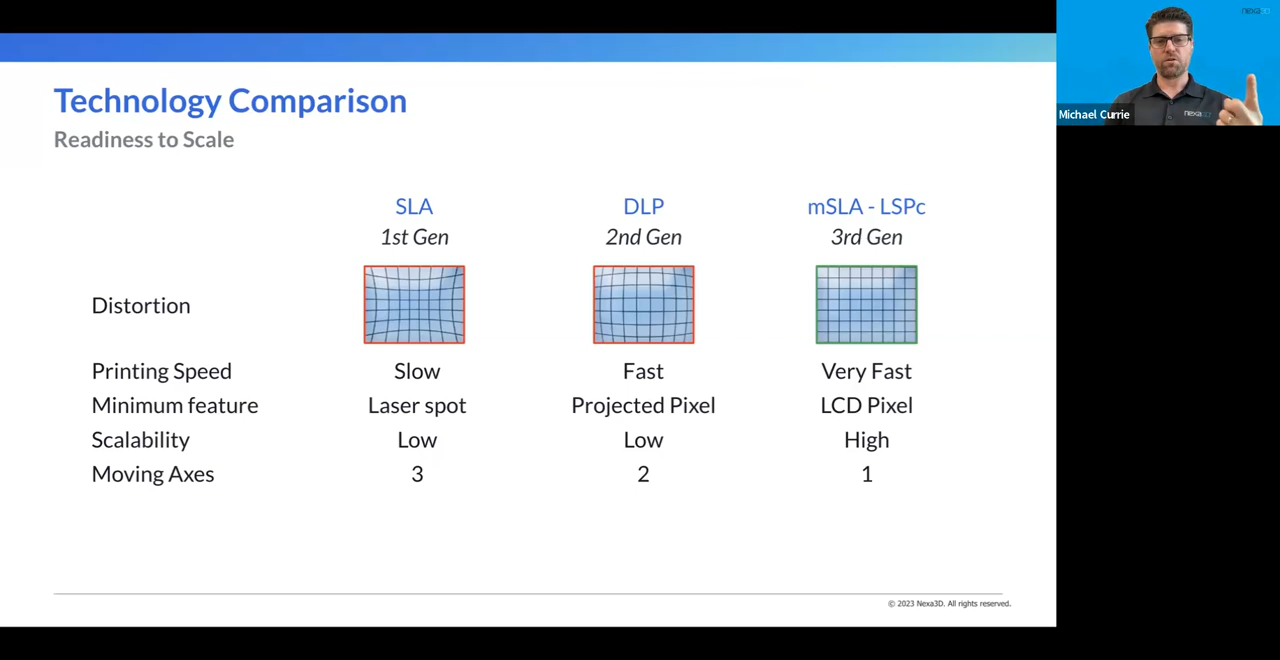 Technology Comparison
Readiness to Scale
SLA DLP mSLA - LSPc
1st Gen 2nd Gen 3rd Gen
Distortion
Printing Speed Slow Fast Very Fast
Minimum feature Laser spot Projected Pixel LCD Pixel
Scalability Low Low High
Moving Axes 3 2 1
© 2023 Nexa3D. All rights reserved.
nexa3D
Michael Currie
nexa3D